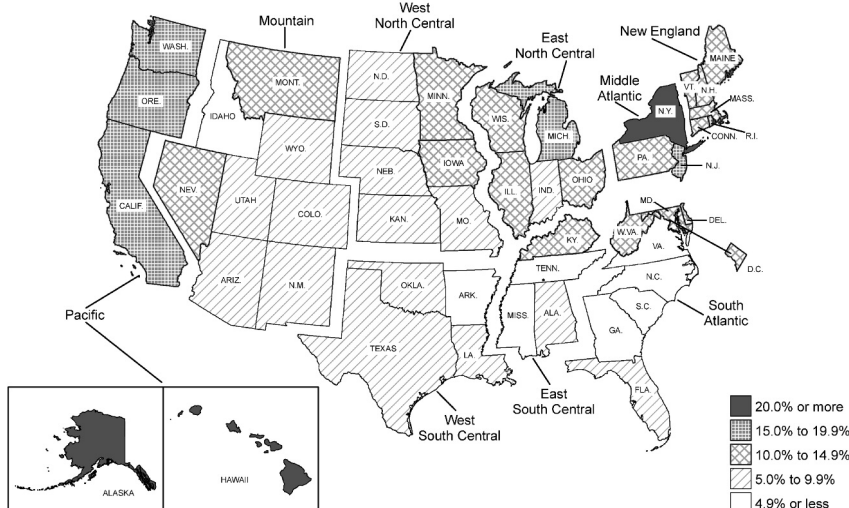 West
North Central
Mountain
East
North Central
New England
Middle
Atlantic
WASH.
MONT.
N.D.
MINN.
MAINE
VT.
N.H.
MASS.
ORE.
IDAHO
S.D.
WIS.
MICH.
N.Y.
CONN.
R.I.
WYO.
IOWA
PA.
N.J.
NEV.
NEB.
ILL.
IND.
OHIO
UTAH
COLO.
KAN.
MO.
MD.
DEL.
CALIF.
KY.
W.VA.
VA.
D.C.
ARIZ.
N.M.
OKLA.
ARK.
TENN.
N.C.
S.C.
Pacific
TEXAS
LA.
MISS.
ALA.
GA.
South
Atlantic
FLA.
East
South Central
West
South Central
ALASKA
HAWAII
20.0% or more
15.0% to 19.9%
10.0% to 14.9%
5.0% to 9.9%
4.9% or less